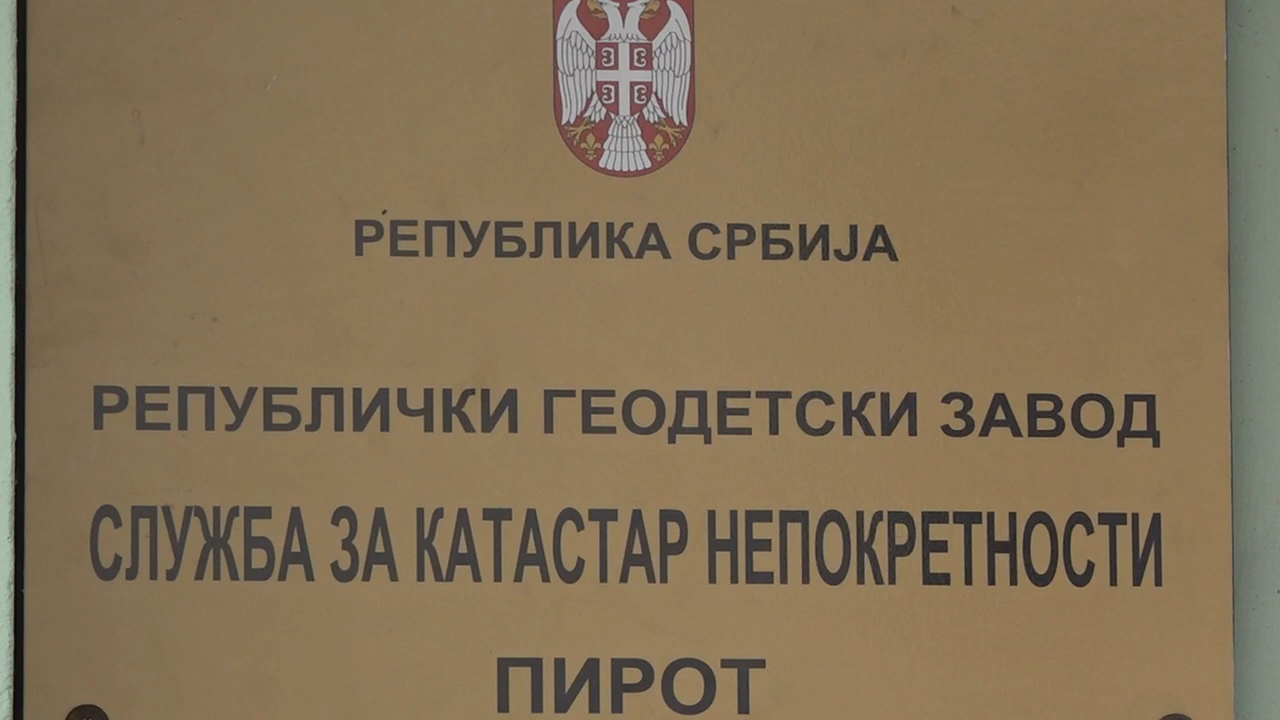 РЕПУБЛИКА СРБИЈА
РЕПУБЛИЧКИ ГЕОДЕТСКИ ЗАВОД
СЛУЖБА ЗА КАТАСТАР НЕПОКРЕТНОСТИ
ПИРОТ